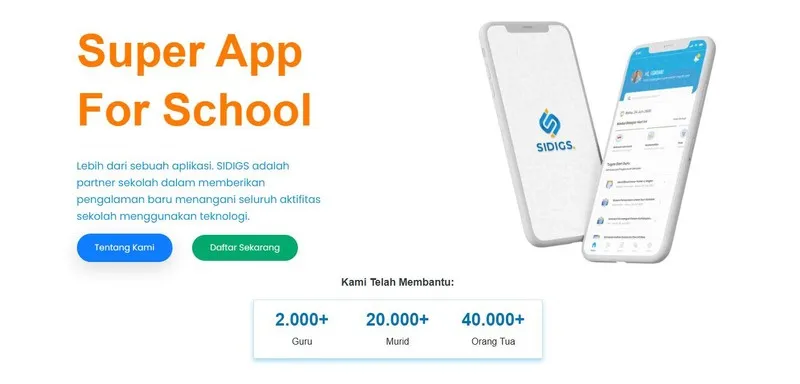 Super App
For School
Lebih dari sebuah aplikasi. SIDIGS adalah
partner sekolah dalam memberikan
pengalaman baru menangani seluruh aktifitas
sekolah menggunakan teknologi.
Tentang Kami
Daftar Sekarang
SIDIGS
Kami Telah Membantu:
2.000+
20.000+
40.000+
Guru
Murid
Orang Tua